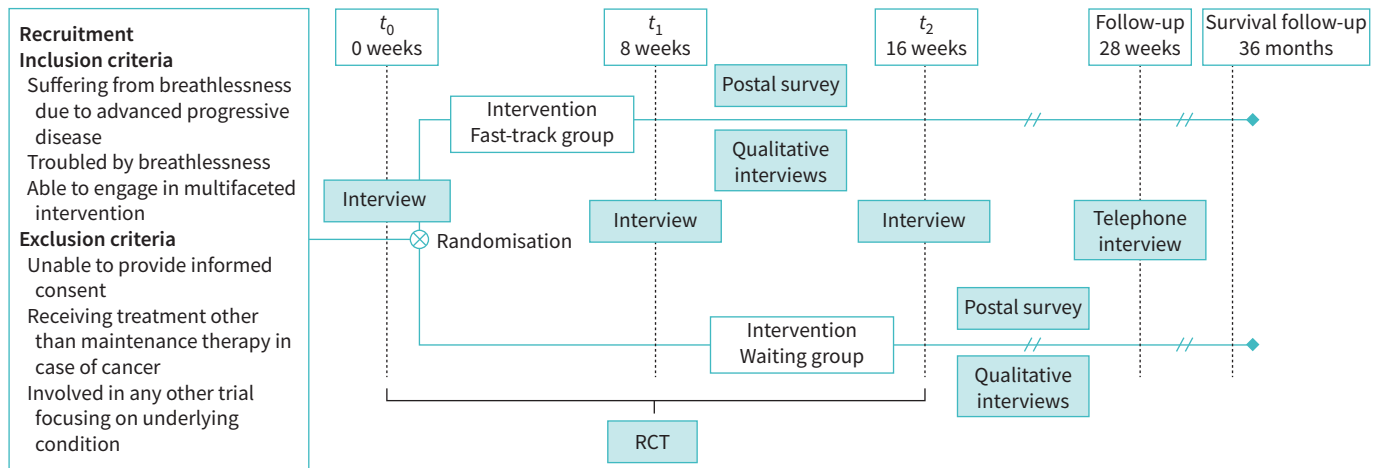 Recruitment
Inclusion criteria
Suffering from breathlessness
due to advanced progressive
disease
Troubled by breathlessness
Able to engage in multifaceted
intervention
Exclusion criteria
Unable to provide informed
consent
Receiving treatment other
than maintenance therapy in
case of cancer
Involved in any other trial
focusing on underlying
condition
t0
0 weeks
t1
8 weeks
t2
16 weeks
Follow-up
28 weeks
Survival follow-up
36 months
Intervention
Fast-track group
Postal survey
Qualitative
interviews
Interview
Randomisation
Interview
Interview
Telephone
interview
Intervention
Waiting group
Postal survey
Qualitative
interviews
RCT